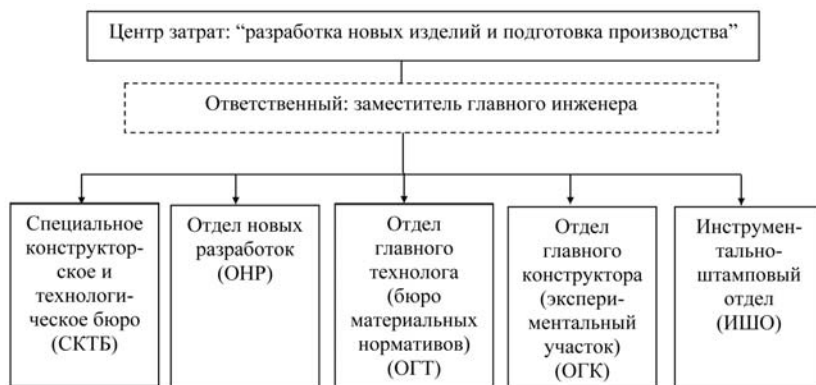 Центр затрат: “разработка новых изделий и подготовка производства”
Ответственный: заместитель главного инженера
Специальное
конструктор-
ское и
технологи-
ческое бюро
(СКТБ)
Отдел новых
разработок
(ОНР)
Отдел
главного
технолога
(бюро
материальных
нормативов)
(ОГТ)
Отдел
главного
конструктора
(экспери-
ментальный
участок)
(ОГК)
Инструмен-
тально-
штамповый
отдел
(ИШО)